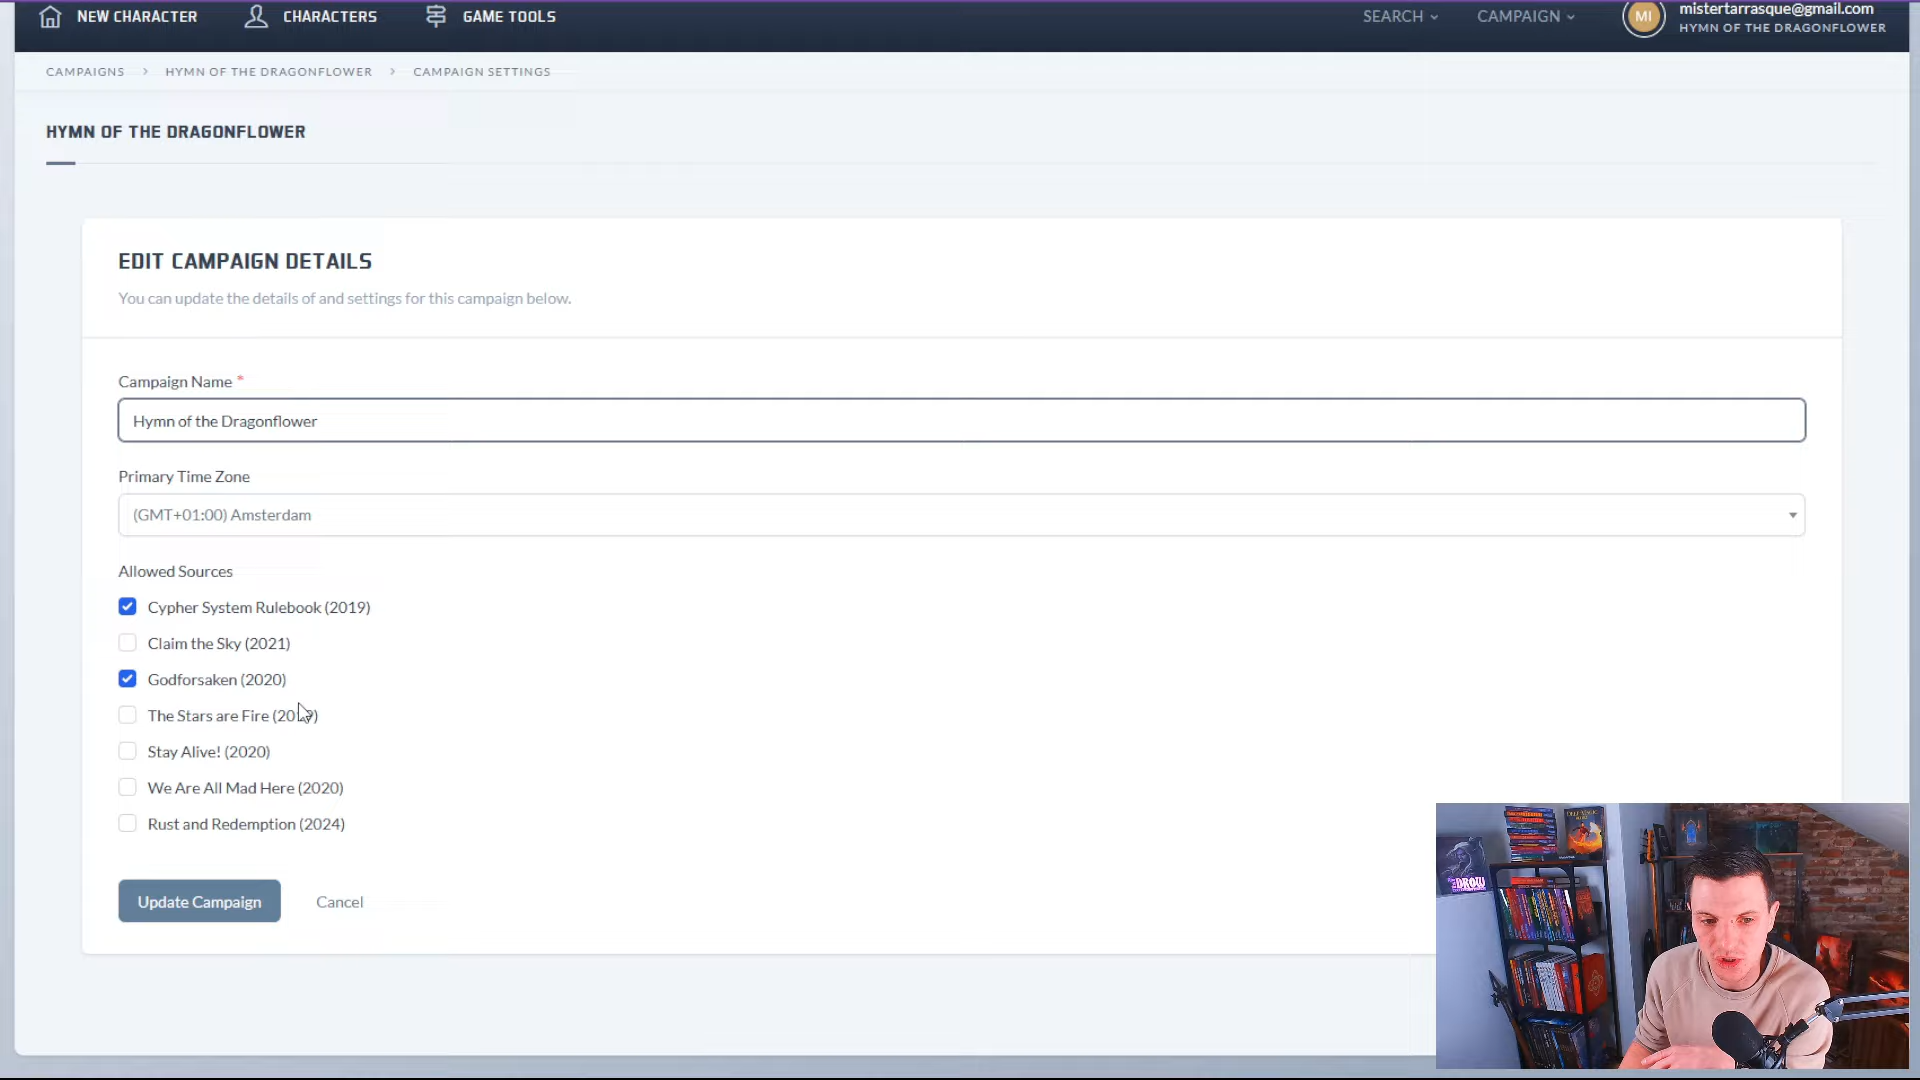 NEW CHARACTER
CHARACTERS
GAME TOOLS
SEARCH
CAMPAIGN
MI
mistertarrasque@gmail.com
HYMN OF THE DRAGONFLOWER
CAMPAIGNS > HYMN OF THE DRAGONFLOWER > CAMPAIGN SETTINGS
HYMN OF THE DRAGONFLOWER
EDIT CAMPAIGN DETAILS
You can update the details of and settings for this campaign below.
Campaign Name *
Hymn of the Dragonflower
Primary Time Zone
(GMT+01:00) Amsterdam
Allowed Sources
Cypher System Rulebook (2019)
Claim the Sky (2021)
Godforsaken (2020)
The Stars are Fire
Stay Alive! (2020)
We Are All Mad Here (2020)
Rust and Redemption (2024)
Update Campaign
Cancel
DROW